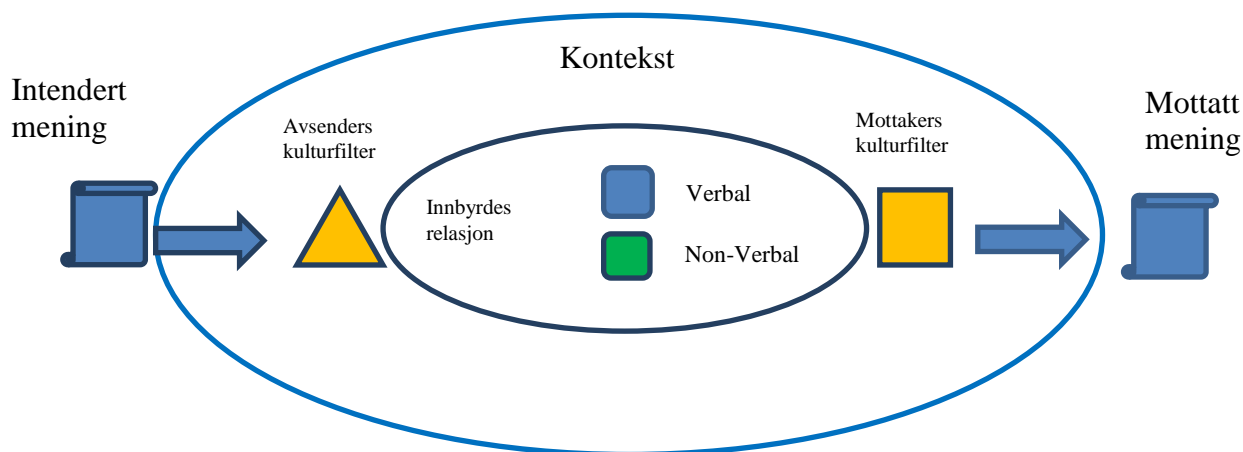 Kontekst
Intendert
mening
Avsenders
kulturfilter
Innbyrdes
relasjon
Verbal
Non-Verbal
Mottakers
kulturfilter
Mottatt
mening